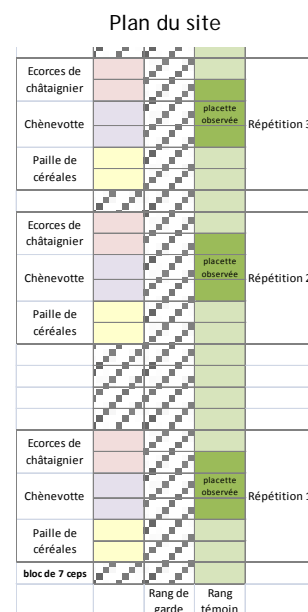 Plan du site
Ecorces de
châtaignier
placette
observée
Chènevotte
Répétition 3
Paille de
céréales
Ecorces de
châtaignier
placette
observée
Chènevotte
Répétition 2
Paille de
céréales
Ecorces de
châtaignier
placette
observée
Chènevotte
Répétition 1
Paille de
céréales
bloc de 7 ceps
Rang de
garde
Rang
témoin